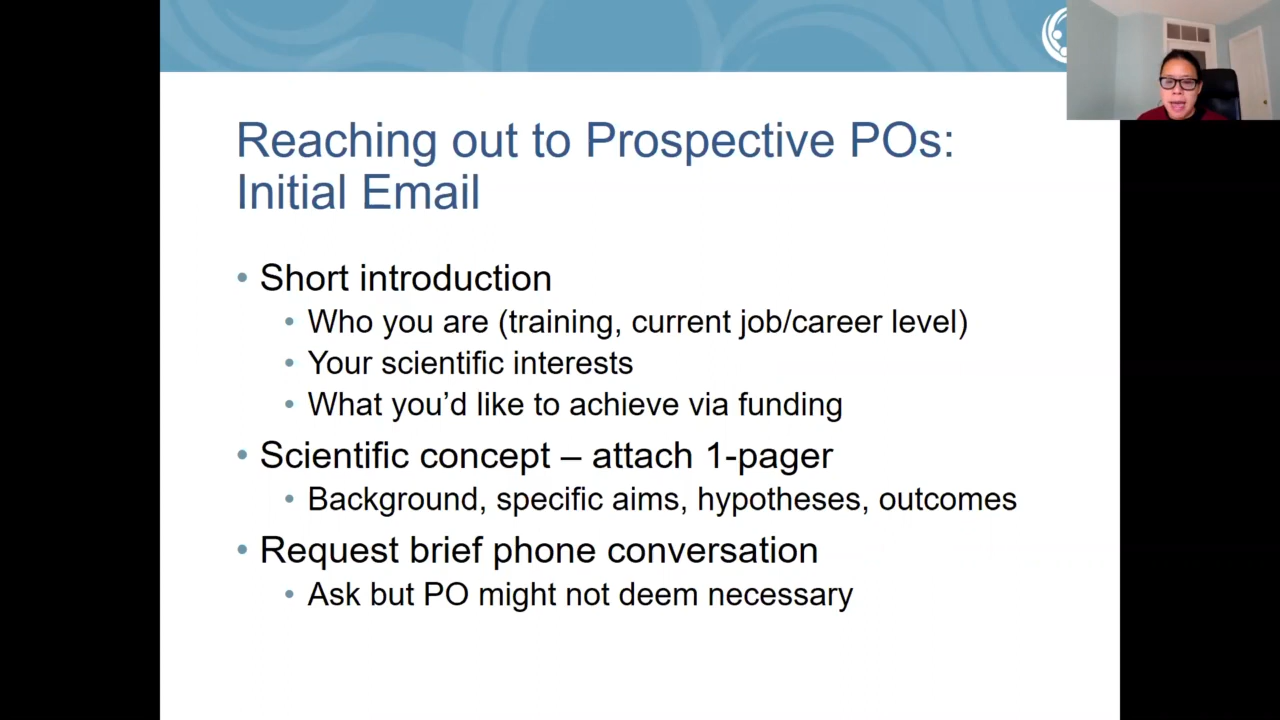 Reaching out to Prospective POs:
Initial Email
• Short introduction
• Who you are (training, current job/career level)
• Your scientific interests
• What you’d like to achieve via funding
• Scientific concept – attach 1-pager
• Background, specific aims, hypotheses, outcomes
• Request brief phone conversation
• Ask but PO might not deem necessary